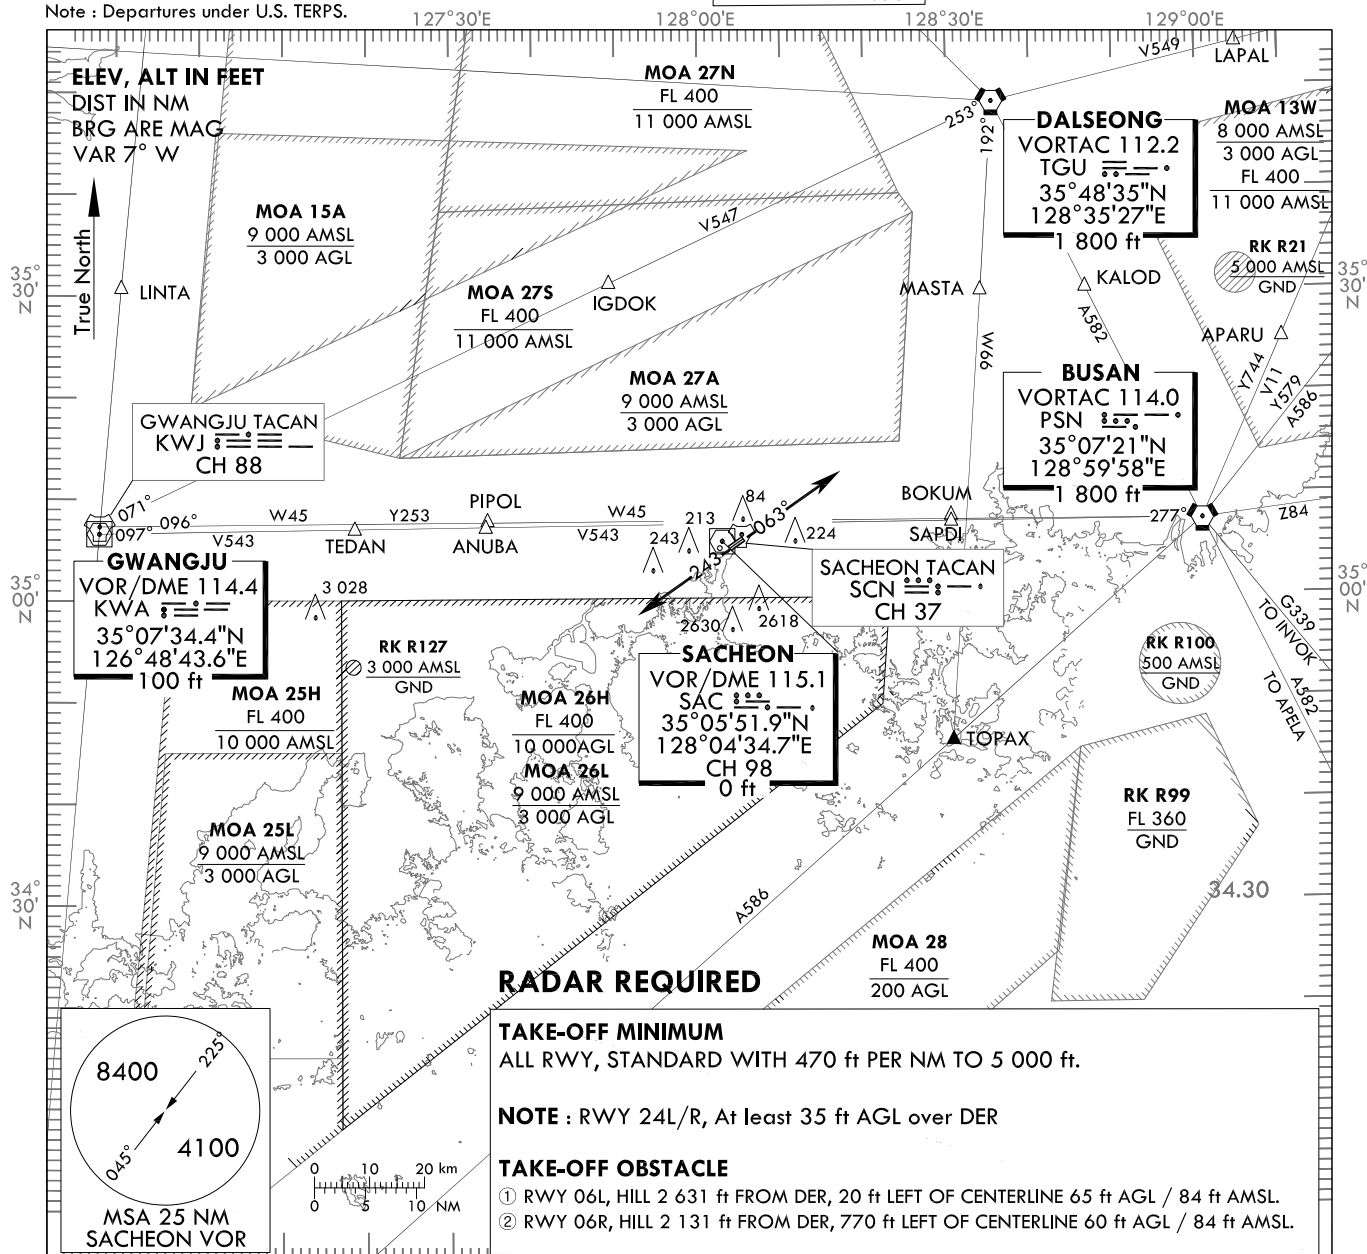 Note : Departures under U.S. TERPS.
127°30'E
128°00'E
128°30'E
129°00'E
V549
LAPAL
ELEV, ALT IN FEET
DIST IN NM
BRG ARE MAG
VAR 7° W
True North
MOA 27N
FL 400
11 000 AMSL
253°
192°
DALSEONG
VORTAC 112.2
TGU
35°48'35"N
128°35'27"E
1 800 ft
MOA 13W
8 000 AMSL
3 000 AGL
FL 400
11 000 AMSL
MOA 15A
9 000 AMSL
3 000 AGL
V547
RK R21
5 000 AMSL
GND
35°
30'
N
LINTA
MOA 27S
FL 400
11 000 AMSL
IGDOK
MASTA
KALOD
35°
30'
N
A582
W66
APARU
Y744
V11
Y579
A586
MOA 27A
9 000 AMSL
3 000 AGL
BUSAN
VORTAC 114.0
PSN
35°07'21"N
128°59'58"E
1 800 ft
GWANGJU TACAN
KWJ
CH 88
071°
096°
097°
W45
Y253
PIPOL
W45
V543
TEDAN
ANUBA
V543
243
213
84
063°
243°
224
BOKUM
SAPDI
277°
Z84
GWANGJU
VOR/DME 114.4
KWA
35°07'34.4"N
126°48'43.6"E
100 ft
35°
00'
N
3 028
SACHEON TACAN
SCN
CH 37
35°
00'
N
2630
2618
G339
TO INVOK
A582
TO APELA
RK R127
3 000 AMSL
GND
RK R100
500 AMSL
GND
SACHEON
VOR/DME 115.1
SAC
35°05'51.9"N
128°04'34.7"E
CH 98
0 ft
MOA 25H
FL 400
10 000 AMSL
MOA 26H
FL 400
10 000AGL
MOA 26L
9 000 AMSL
3 000 AGL
TOPAX
RK R99
FL 360
GND
MOA 25L
9 000 AMSL
3 000 AGL
34°
30'
N
34.30
A586
MOA 28
FL 400
200 AGL
RADAR REQUIRED
8400
225°
045°
4100
MSA 25 NM
SACHEON VOR
0 10 20 km
0 5 10 NM
TAKE-OFF MINIMUM
ALL RWY, STANDARD WITH 470 ft PER NM TO 5 000 ft.
NOTE : RWY 24L/R, At least 35 ft AGL over DER
TAKE-OFF OBSTACLE
① RWY 06L, HILL 2 631 ft FROM DER, 20 ft LEFT OF CENTERLINE 65 ft AGL / 84 ft AMSL.
② RWY 06R, HILL 2 131 ft FROM DER, 770 ft LEFT OF CENTERLINE 60 ft AGL / 84 ft AMSL.